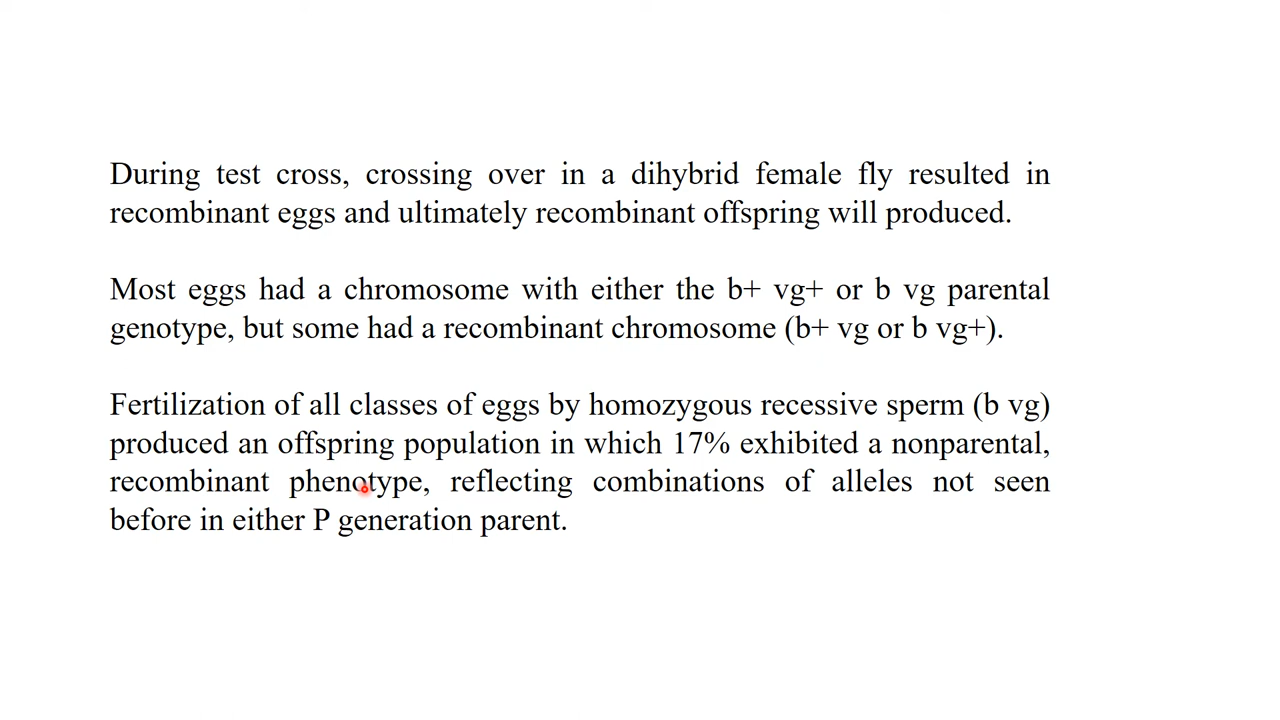 During test cross, crossing over in a dihybrid female fly resulted in
recombinant eggs and ultimately recombinant offspring will produced.
Most eggs had a chromosome with either the b+ vg+ or b vg parental
genotype, but some had a recombinant chromosome (b+ vg or b vg+).
Fertilization of all classes of eggs by homozygous recessive sperm (b vg)
produced an offspring population in which 17% exhibited a nonparental,
recombinant phenotype, reflecting combinations of alleles not seen
before in either P generation parent.